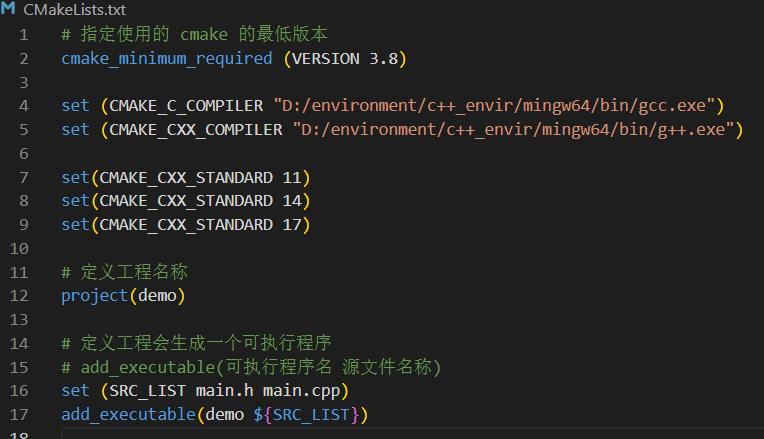 CMakeLists.txt
1 # 指定使用的 cmake 的最低版本
2 cmake_minimum_required (VERSION 3.8)
3
4 set (CMAKE_C_COMPILER "D:/environment/c++_envir/mingw64/bin/gcc.exe")
5 set (CMAKE_CXX_COMPILER "D:/environment/c++_envir/mingw64/bin/g++.exe")
6
7 set(CMAKE_CXX_STANDARD 11)
8 set(CMAKE_CXX_STANDARD 14)
9 set(CMAKE_CXX_STANDARD 17)
10
11 # 定义工程名称
12 project(demo)
13
14 # 定义工程会生成一个可执行程序
15 # add_executable(可执行程序名 源文件名称)
16 set (SRC_LIST main.h main.cpp)
17 add_executable(demo ${SRC_LIST})
18